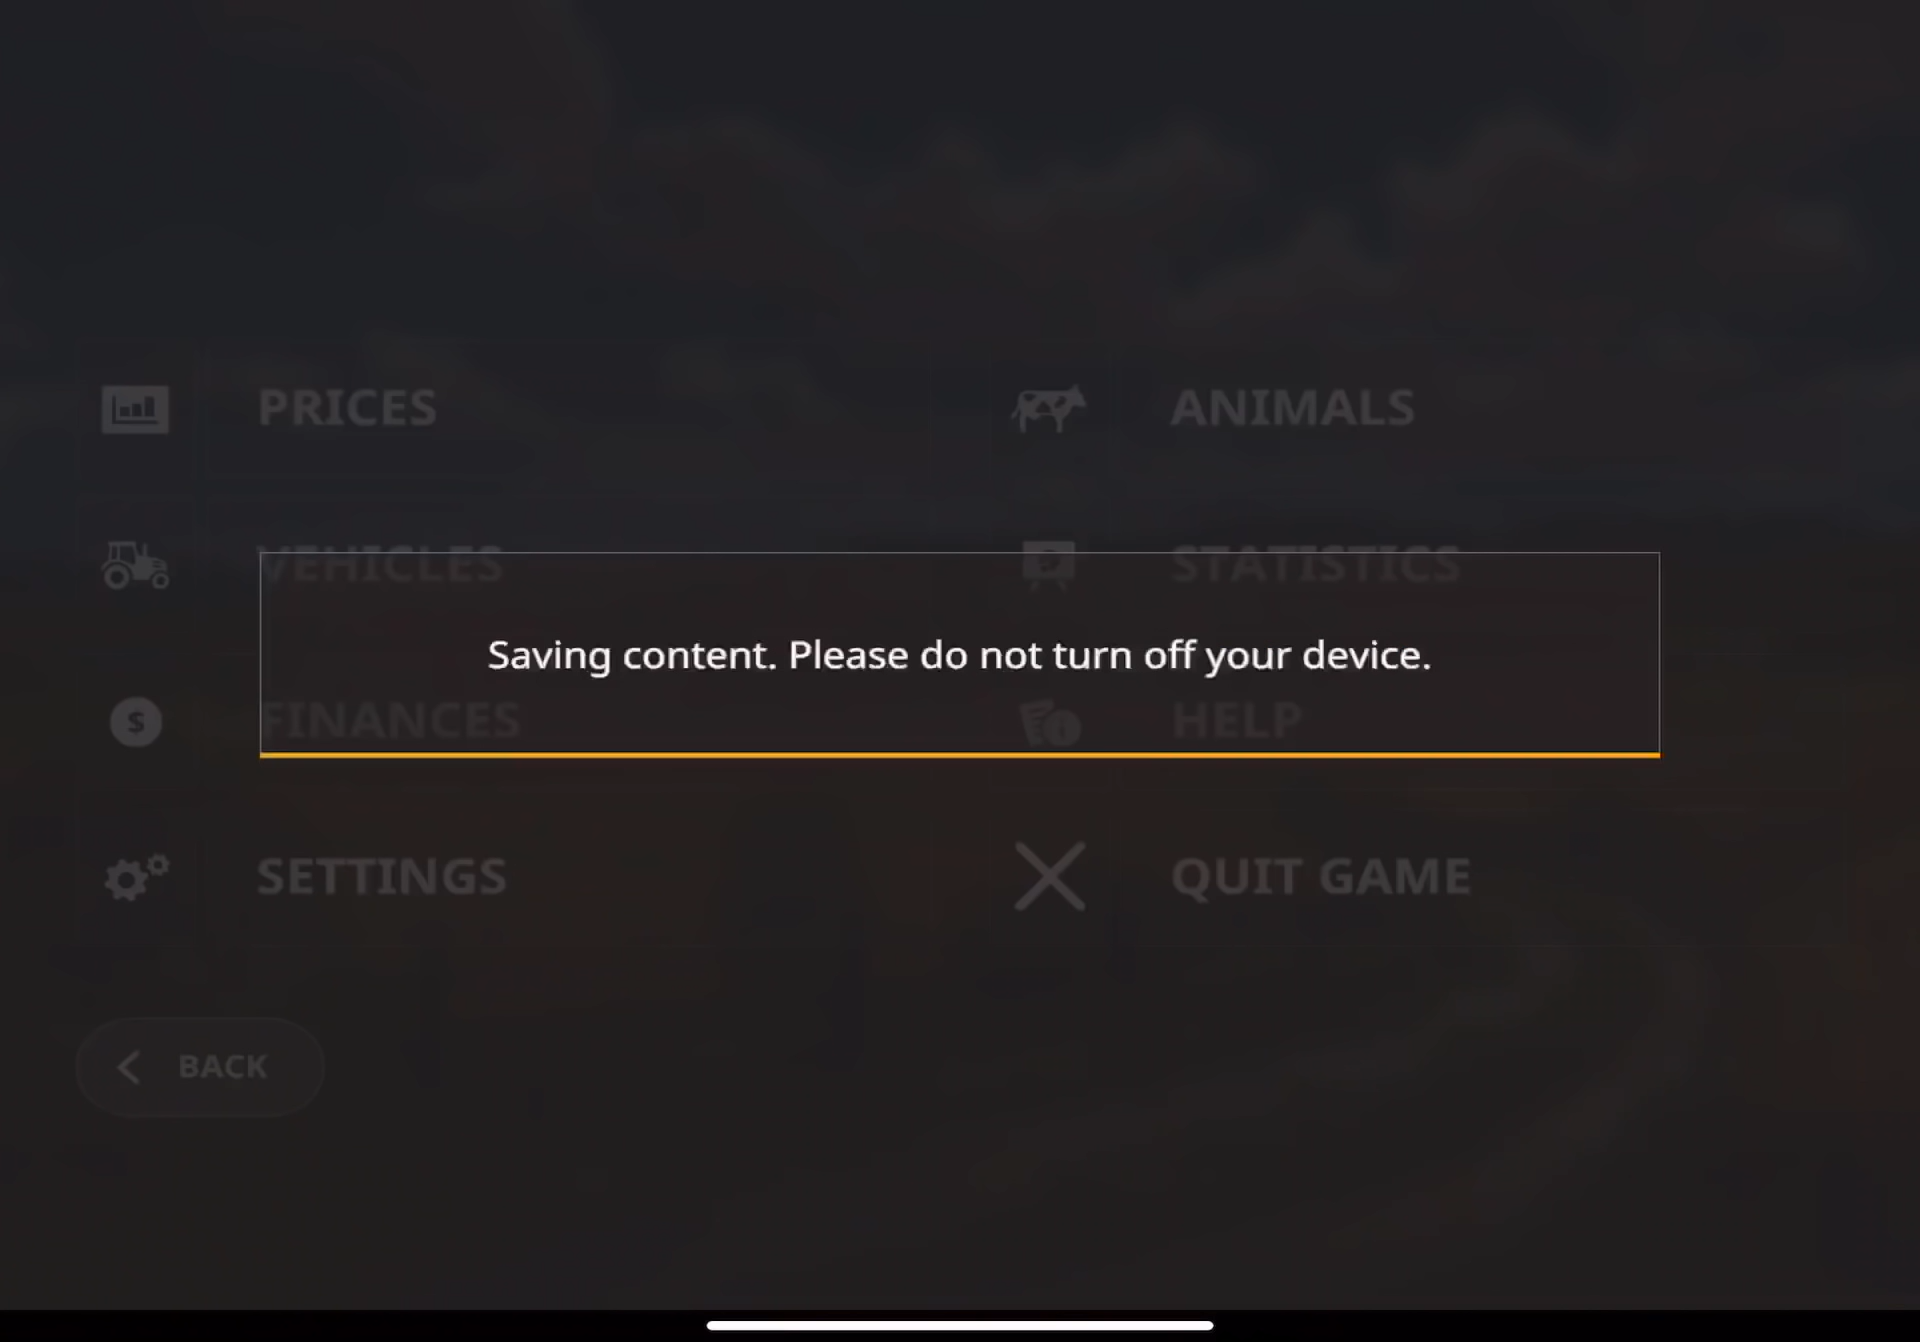 PRICES
ANIMALS
VEHICLES
STATISTICS
Saving content. Please do not turn off your device.
FINANCES
HELP
SETTINGS
QUIT GAME
BACK